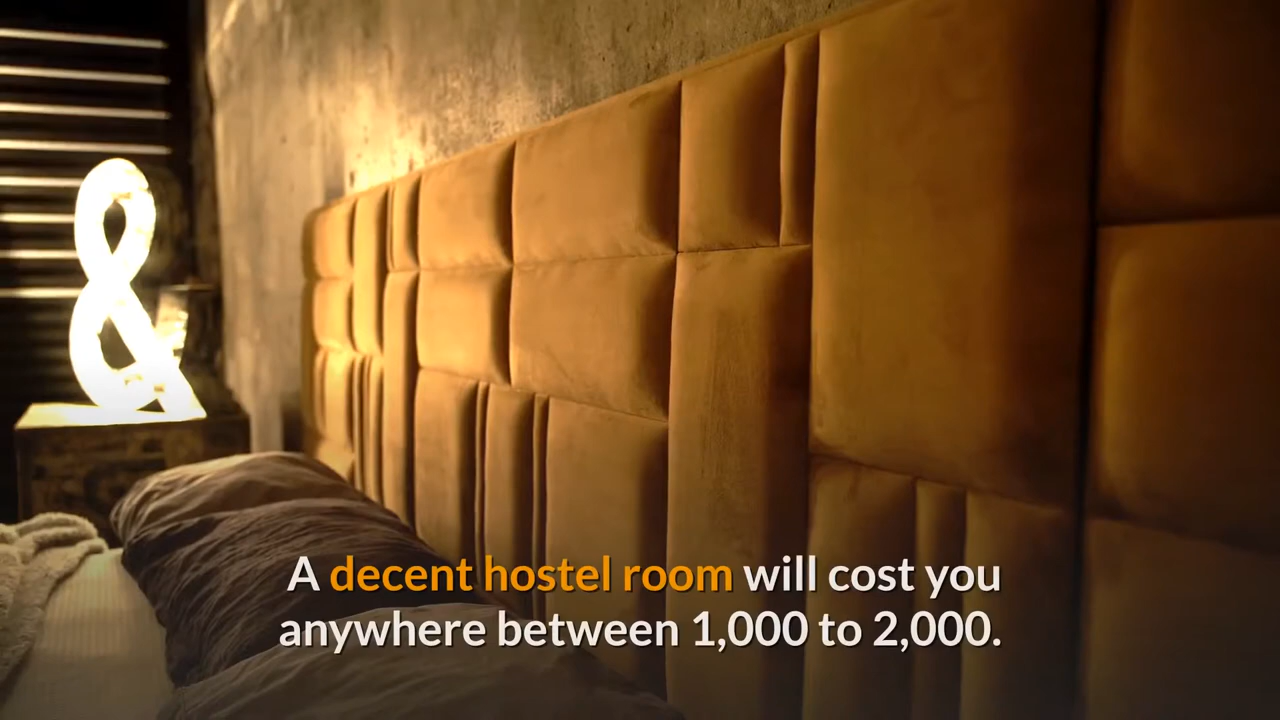 &
A decent hostel room will cost you
anywhere between 1,000 to 2,000.